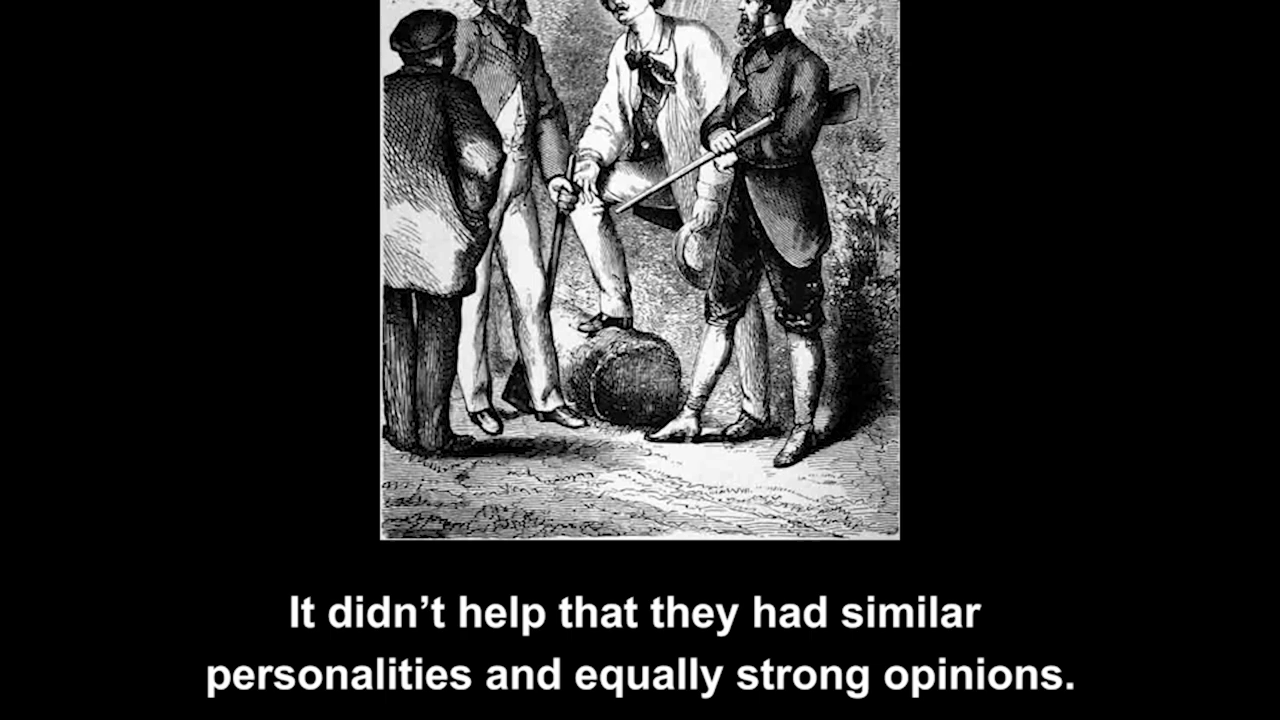 It didn’t help that they had similar
personalities and equally strong opinions.